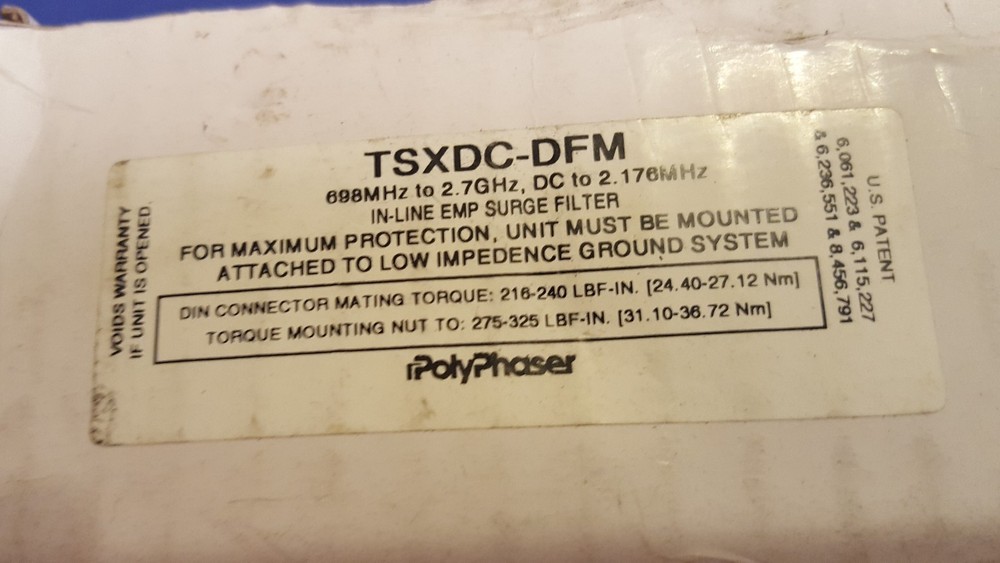 TSXDC-DFM
698MHz to 2.7GHz, DC to 2.176MHz
IN-LINE EMP SURGE FILTER
FOR MAXIMUM PROTECTION, UNIT MUST BE MOUNTED
ATTACHED TO LOW IMPEDENCE GROUND SYSTEM
DIN CONNECTOR MATING TORQUE: 216-240 LBF-IN. [24.40-27.12 Nm]
TORQUE MOUNTING NUT TO: 275-325 LBF-IN. [31.10-36.72 Nm]
PolyPhaser
VOIDS WARRANTY
IF UNIT IS OPENED.
U.S. PATENT
6,061,223 & 6,115,227
& 6,236,551 & 8,456,791